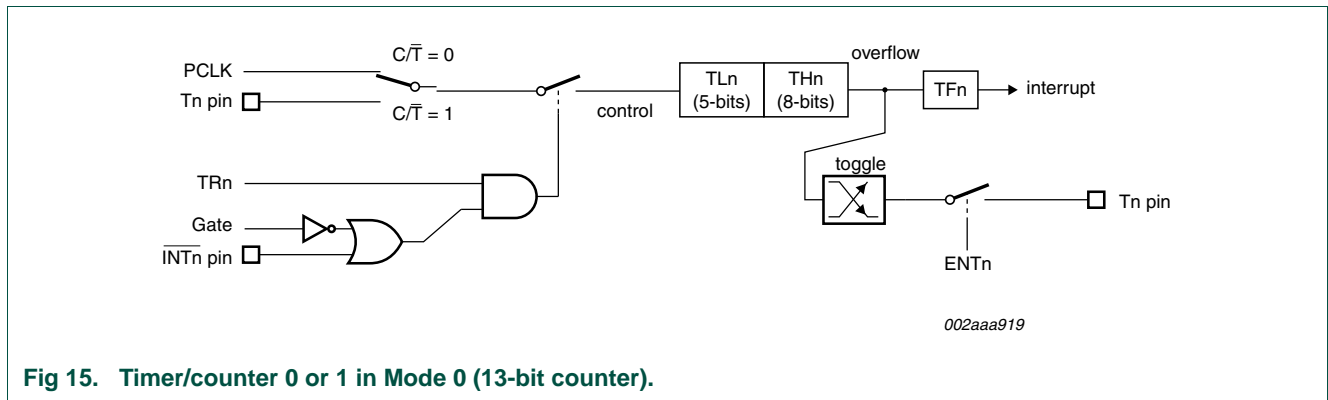 C/T̅ = 0
overflow
PCLK
TLn
(5-bits)
THn
(8-bits)
TFn
interrupt
Tn pin
C/T̅ = 1
control
toggle
TRn
Tn pin
Gate
I̅N̅T̅n̅ pin
ENTn
002aaa919
Fig 15. Timer/counter 0 or 1 in Mode 0 (13-bit counter).